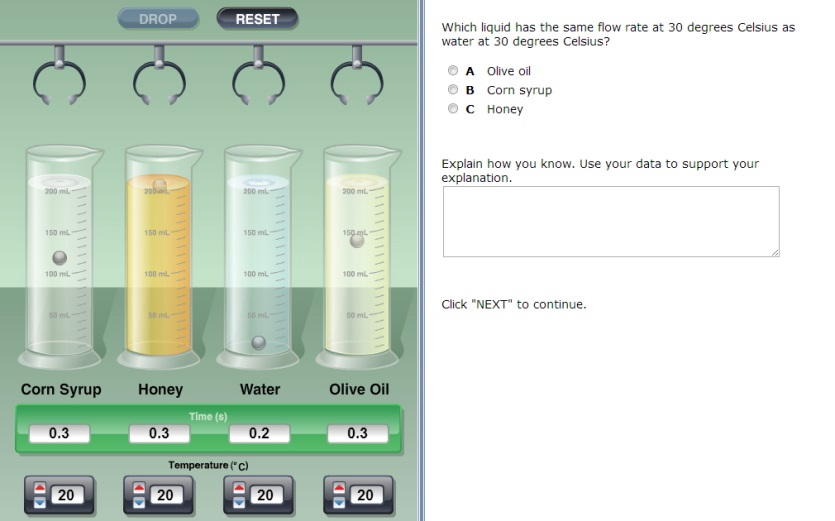 DROP
RESET
200 mL
200 mL
200 mL
200 mL
150 mL
150 mL
150 mL
150 mL
100 mL
100 mL
100 mL
100 mL
50 mL
50 mL
50 mL
50 mL
Corn Syrup
Honey
Water
Olive Oil
Time (s)
0.3
0.3
0.2
0.3
Temperature (°C)
20
20
20
20
Which liquid has the same flow rate at 30 degrees Celsius as
water at 30 degrees Celsius?
A Olive oil
B Corn syrup
C Honey
Explain how you know. Use your data to support your
explanation.
Click "NEXT" to continue.